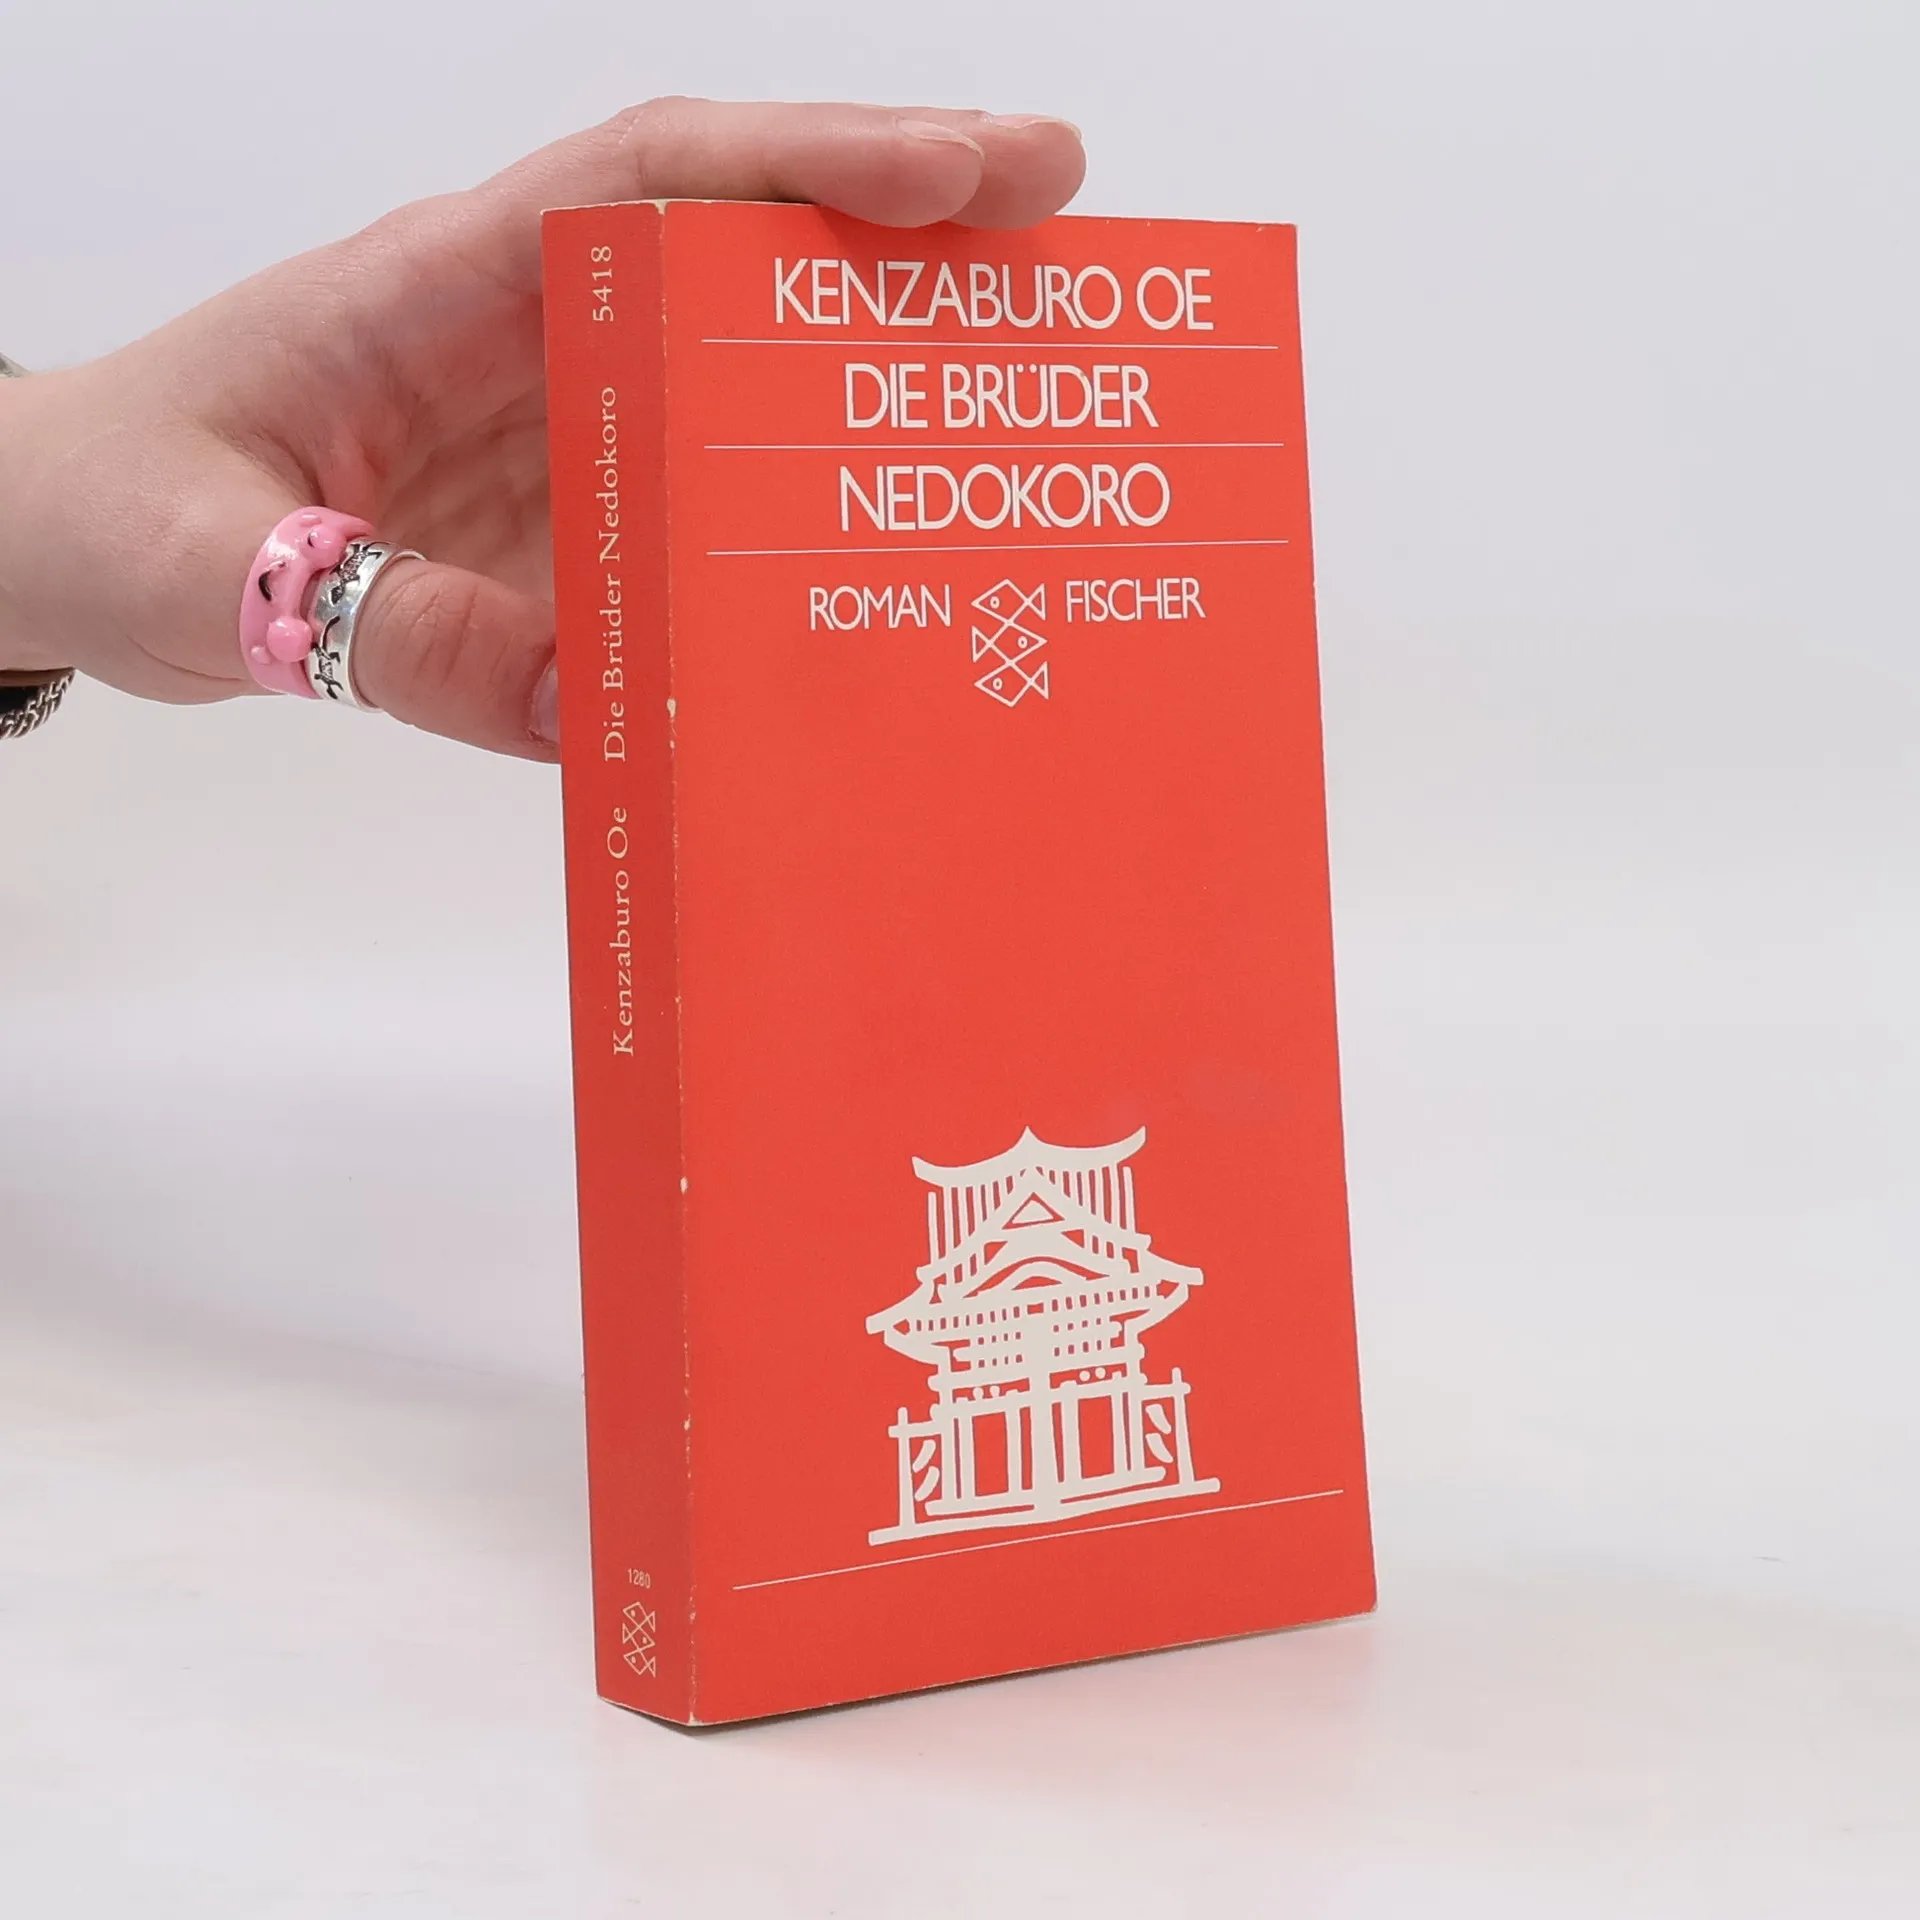 KENZABURO OE
DIE BRÜDER
NEDOKORO
ROMAN FISCHER
Kenzaburo Oe Die Brüder Nedokoro 5418
1280